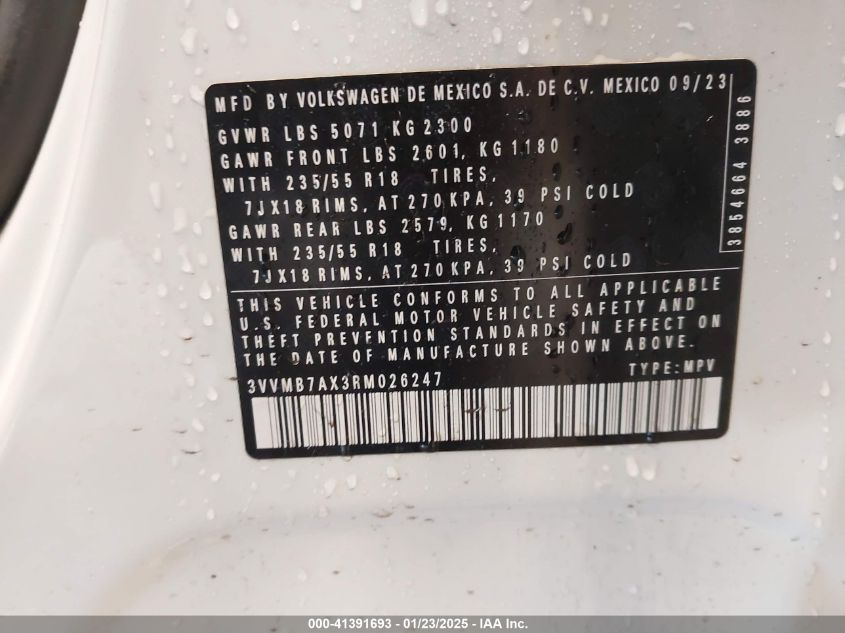 MFD BY VOLKSWAGEN DE MEXICO S.A. DE C.V. MEXICO 09/23
GVWR LBS 5071 KG 2300
GAWR FRONT LBS 2601, KG 1180
WITH 235/55 R18 TIRES,
7JX18 RIMS, AT 270 KPA, 39 PSI COLD
GAWR REAR LBS 2579, KG 1170
WITH 235/55 R18 TIRES,
7JX18 RIMS, AT 270 KPA, 39 PSI COLD
3854664 3886
THIS VEHICLE CONFORMS TO ALL APPLICABLE
U.S. FEDERAL MOTOR VEHICLE SAFETY AND
THEFT PREVENTION STANDARDS IN EFFECT ON
THE DATE OF MANUFACTURE SHOWN ABOVE.
3VVMB7AX3RM026247 TYPE: MPV
000-41391693 - 01/23/2025 - IAA Inc.